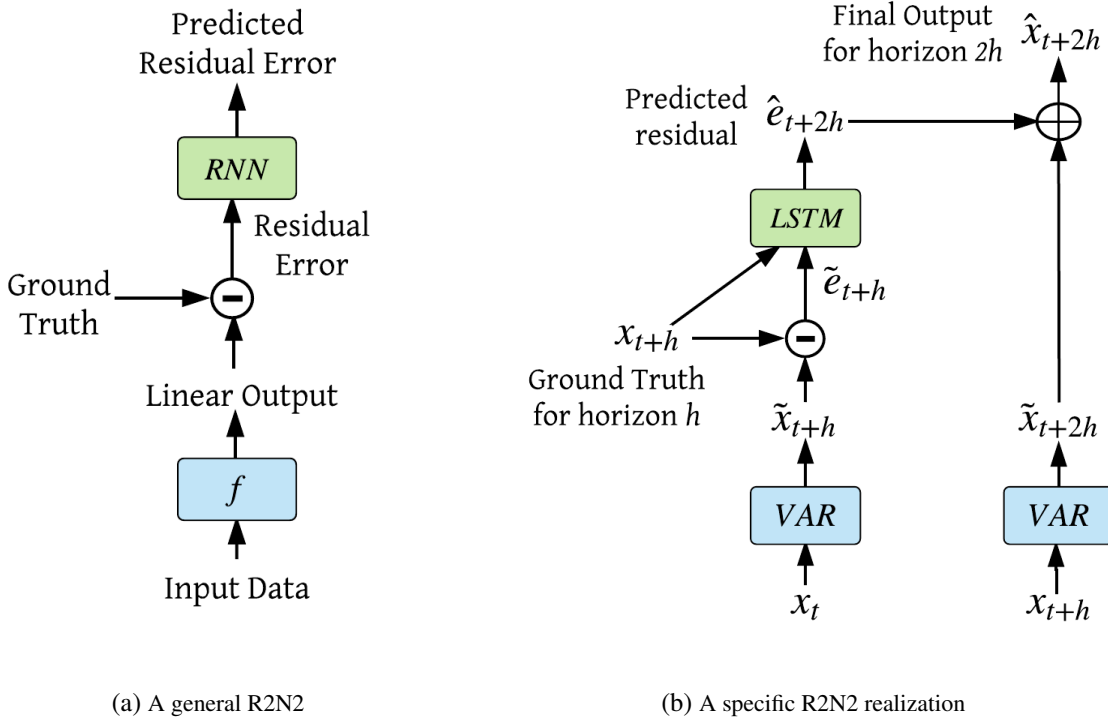 Predicted
Residual Error
RNN
Residual
Error
Ground
Truth
−
Linear Output
f
Input Data
(a) A general R2N2
Final Output
for horizon 2h
x̂ₜ₊₂ₕ
Predicted
residual
êₜ₊₂ₕ
LSTM
ẽₜ₊ₕ
xₜ₊ₕ
−
Ground Truth
for horizon h
x̃ₜ₊ₕ
x̃ₜ₊₂ₕ
VAR
VAR
xₜ
xₜ₊ₕ
(b) A specific R2N2 realization